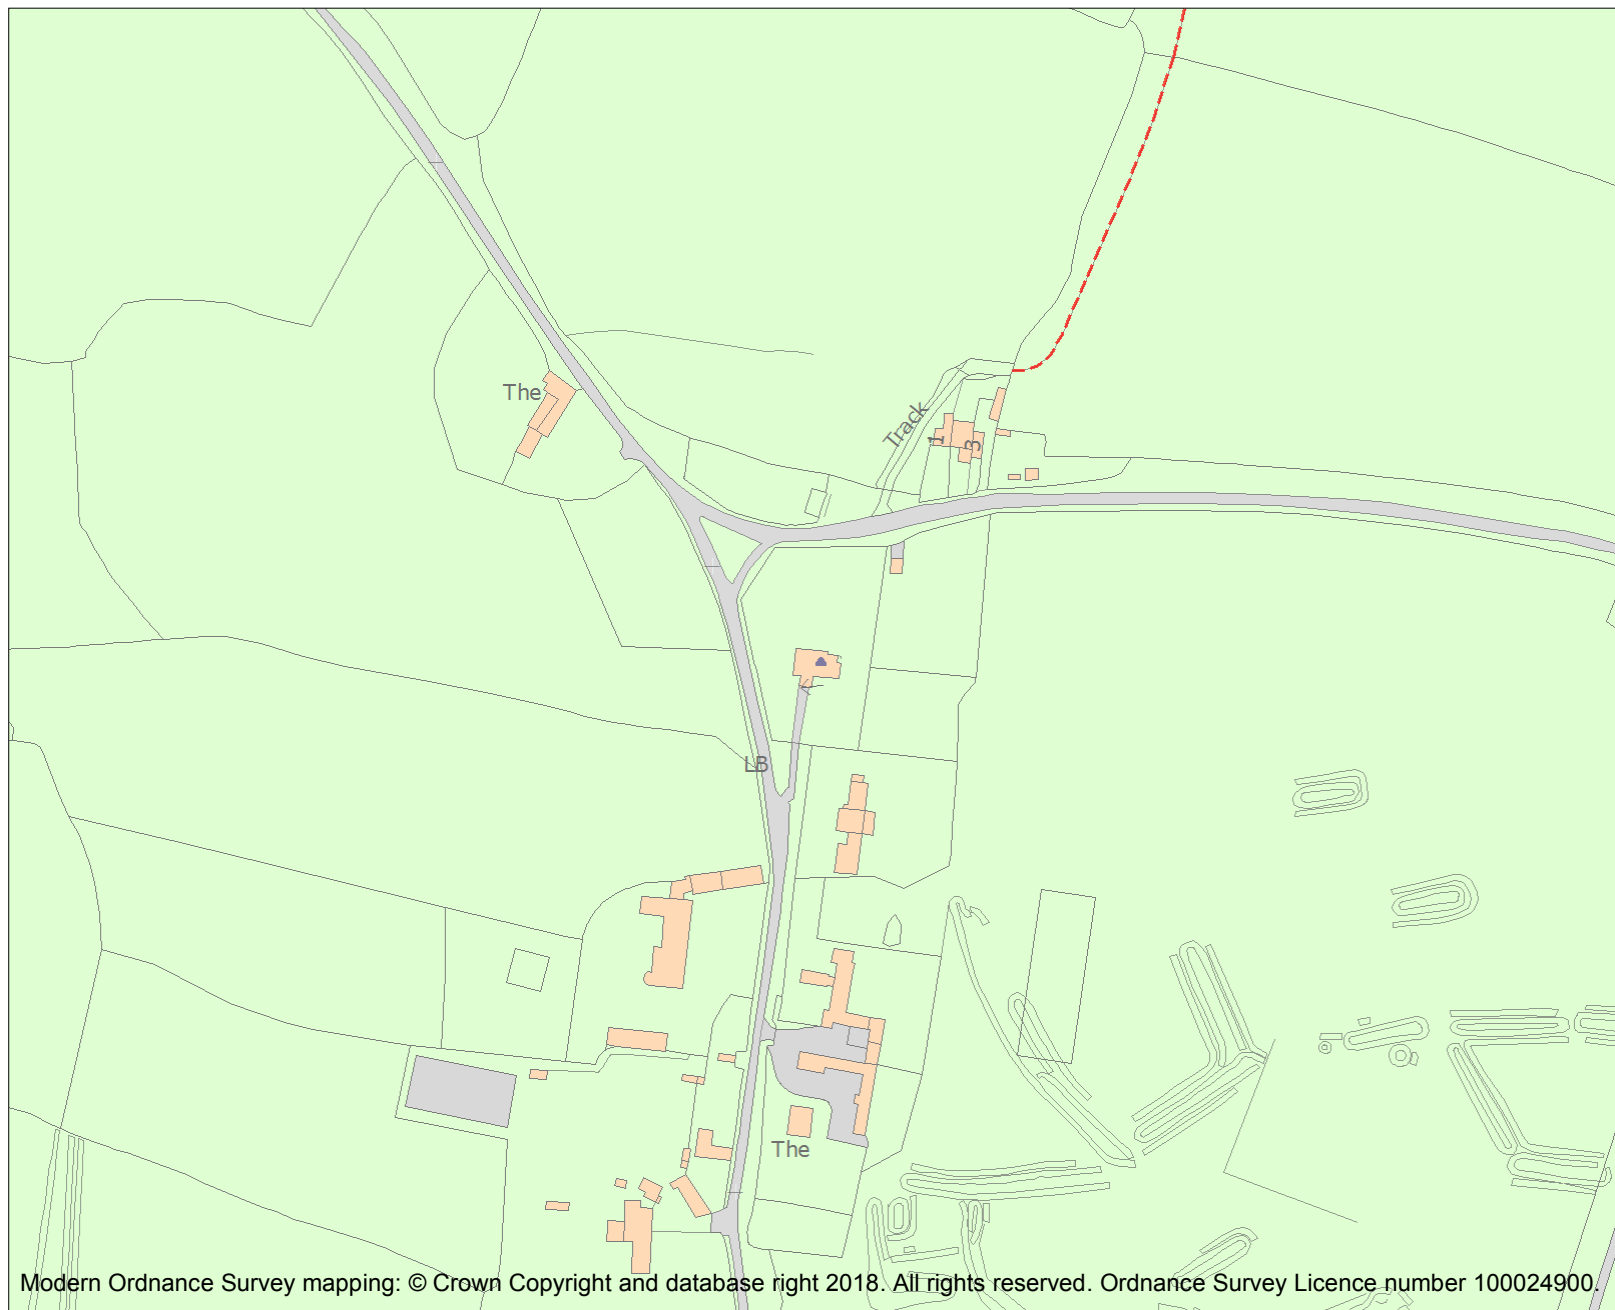 The
Track
1
3
LB
The
Modern Ordnance Survey mapping: © Crown Copyright and database right 2018. All rights reserved. Ordnance Survey Licence number 100024900.